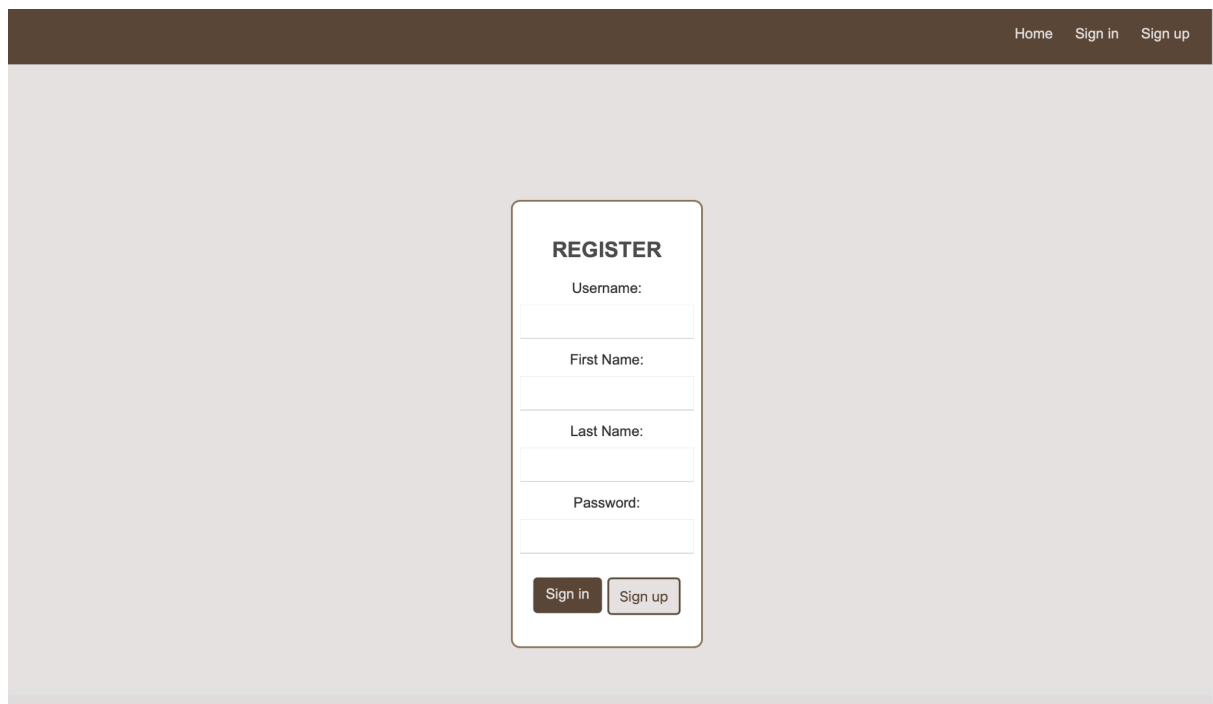 Home Sign in Sign up
REGISTER
Username:
First Name:
Last Name:
Password:
Sign in Sign up